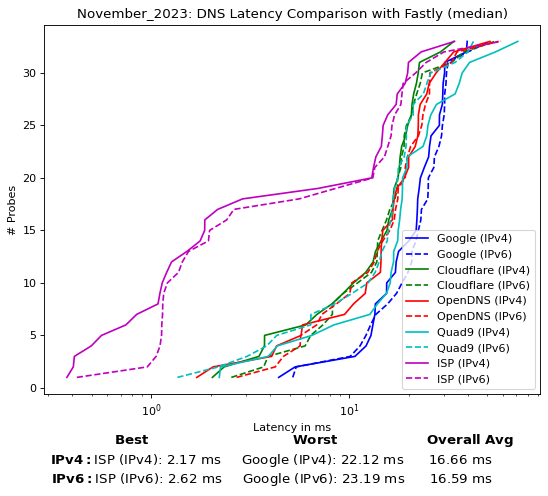 November_2023: DNS Latency Comparison with Fastly (median)
# Probes
30
25
20
15
10
5
0
Google (IPv4)
Google (IPv6)
Cloudflare (IPv4)
Cloudflare (IPv6)
OpenDNS (IPv4)
OpenDNS (IPv6)
Quad9 (IPv4)
Quad9 (IPv6)
ISP (IPv4)
ISP (IPv6)
10⁰ 10¹
Latency in ms
Best Worst Overall Avg
IPv4: ISP (IPv4): 2.17 ms Google (IPv4): 22.12 ms 16.66 ms
IPv6: ISP (IPv6): 2.62 ms Google (IPv6): 23.19 ms 16.59 ms